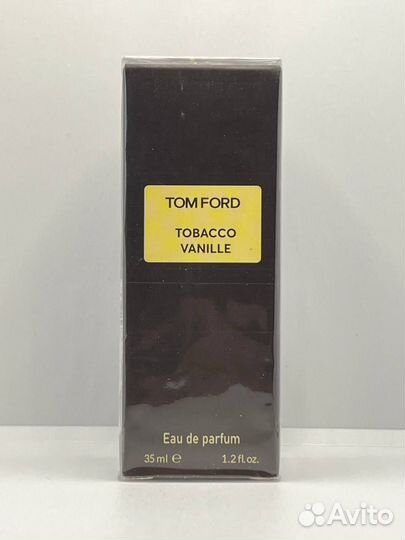 TOM FORD
TOBACCO
VANILLE
Eau de parfum
35 ml ℮ 1.2 fl. oz.
Avito